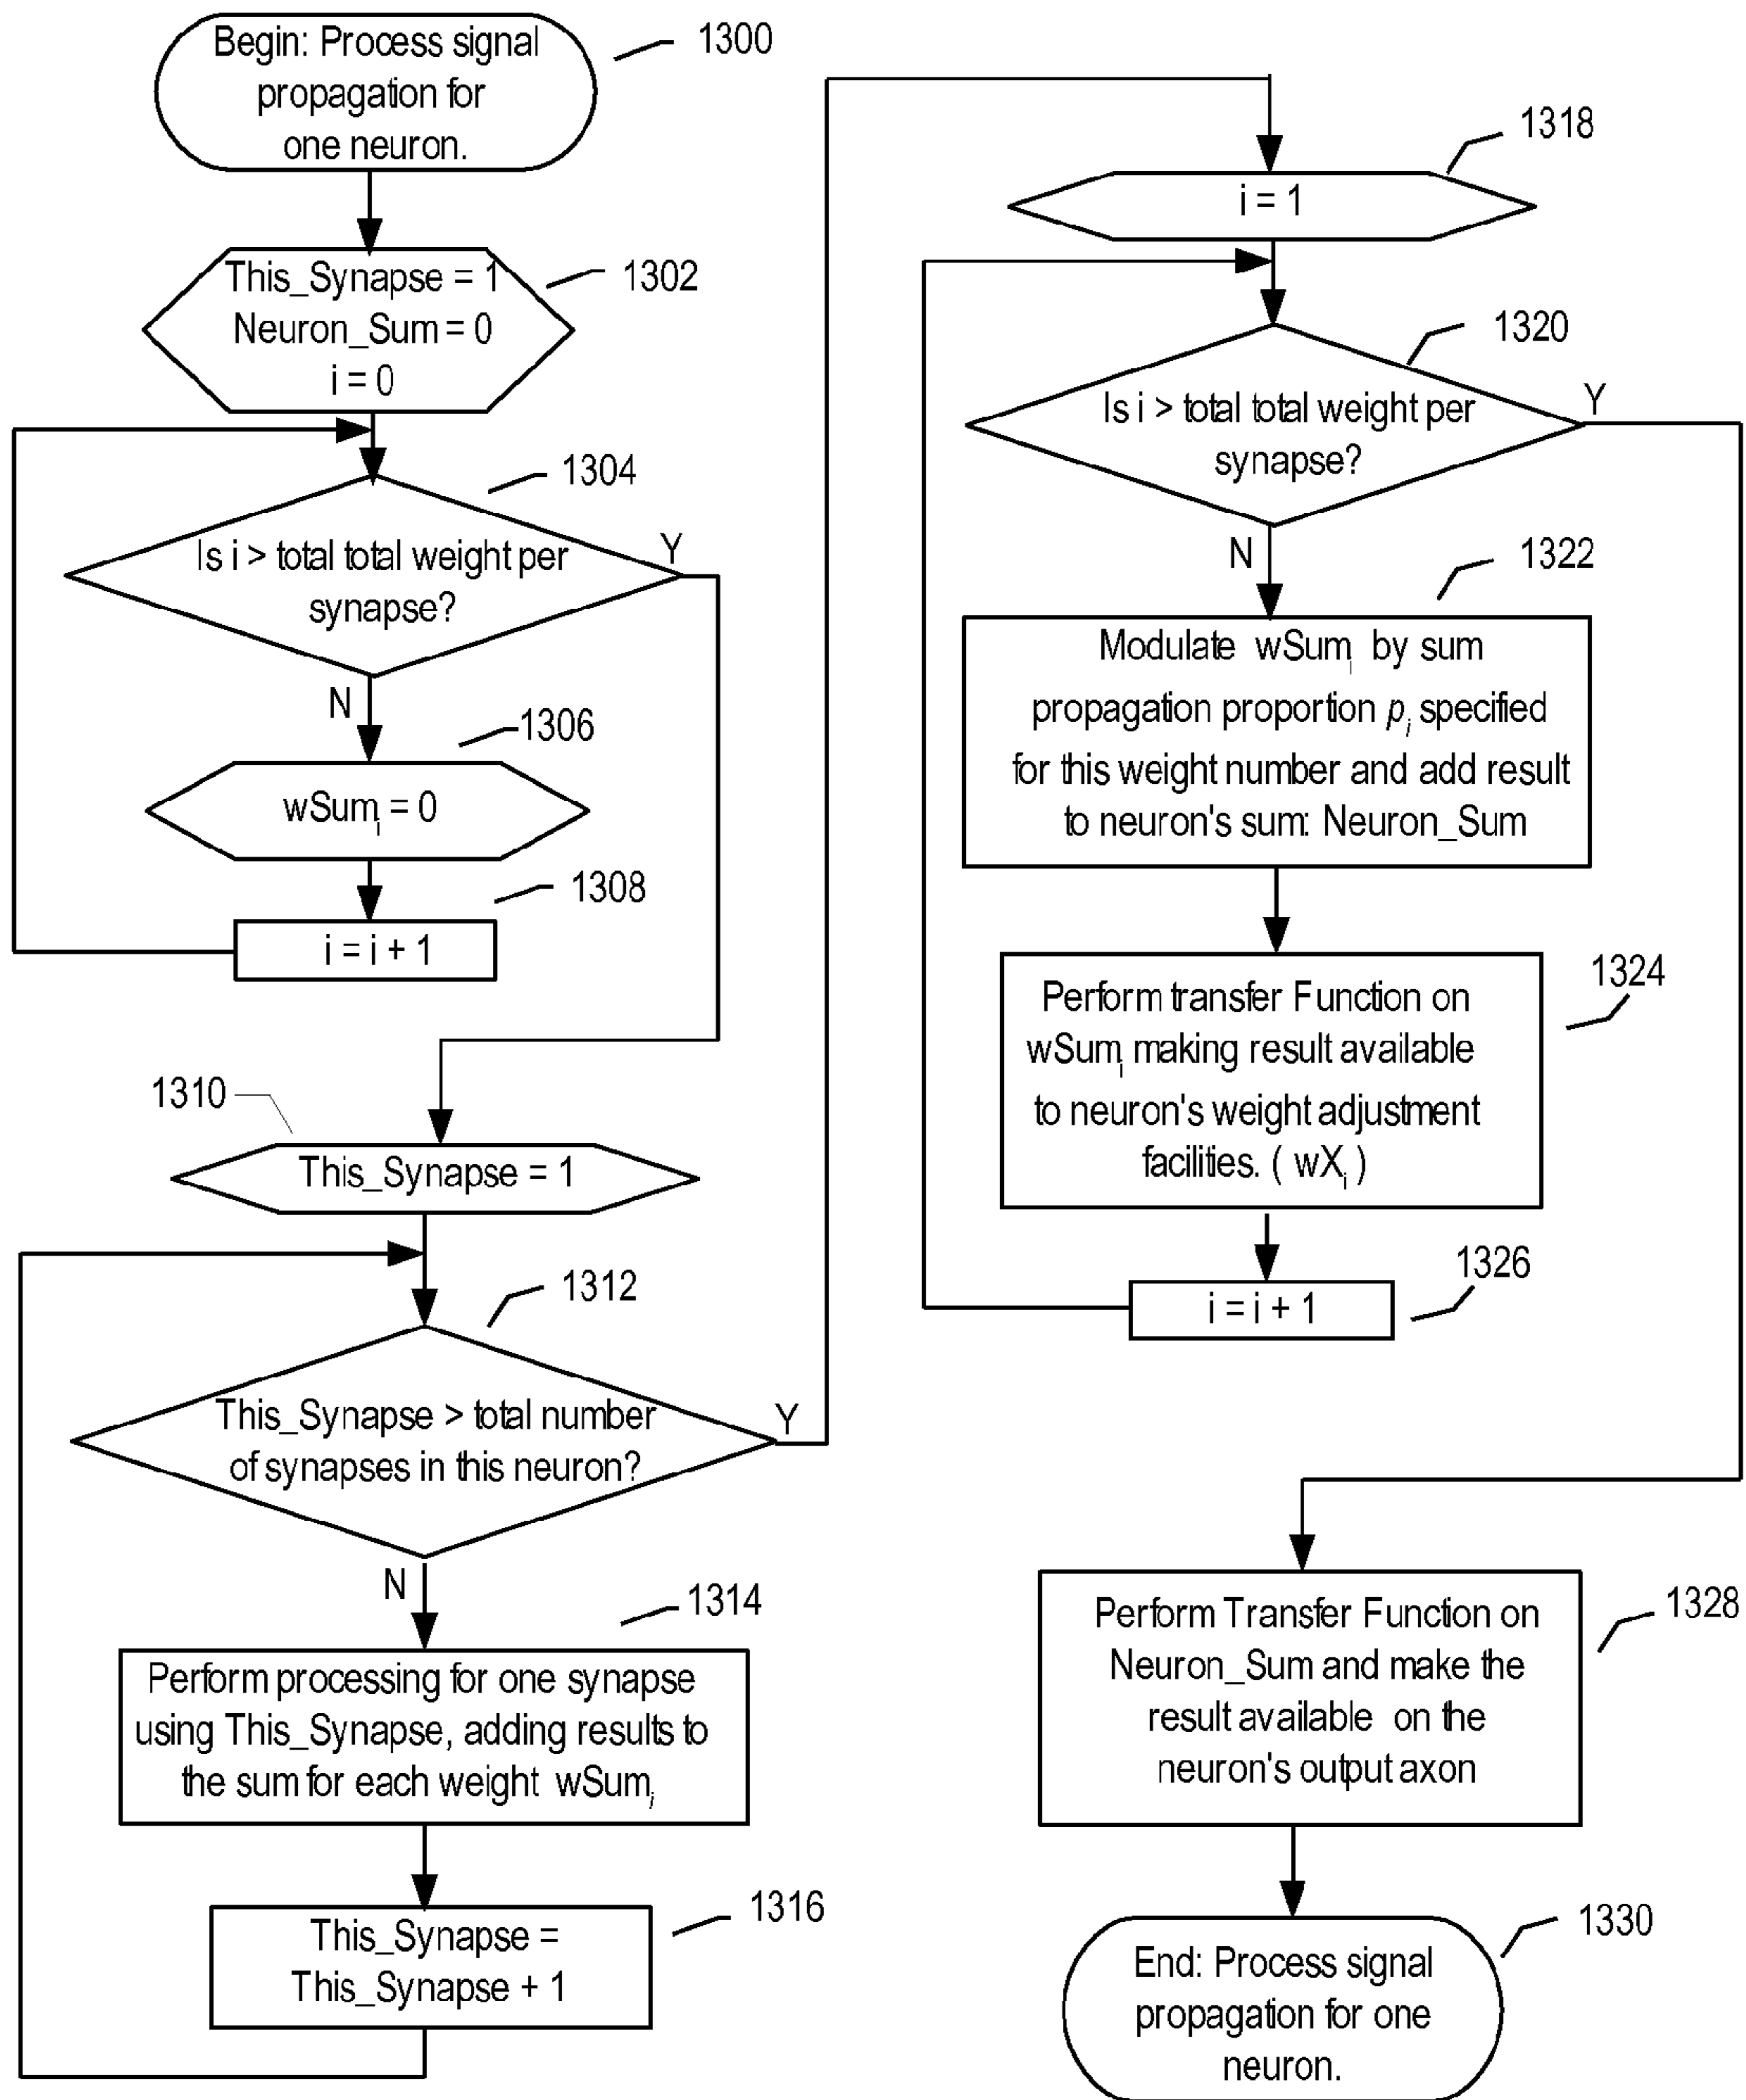 Begin: Process signal
propagation for
one neuron.
1300
This_Synapse = 1
Neuron_Sum = 0
i = 0
1302
1304
Is i > total total weight per
synapse?
Y
N
1306
wSumi = 0
1308
i = i + 1
1310
This_Synapse = 1
1312
This_Synapse > total number
of synapses in this neuron?
Y
N
1314
Perform processing for one synapse
using This_Synapse, adding results to
the sum for each weight wSumi
1316
This_Synapse =
This_Synapse + 1
1318
i = 1
1320
Is i > total total weight per
synapse?
Y
N
1322
Modulate wSumi by sum
propagation proportion pi specified
for this weight number and add result
to neuron's sum: Neuron_Sum
1324
Perform transfer Function on
wSumi making result available
to neuron's weight adjustment
facilities. ( wXi )
1326
i = i + 1
1328
Perform Transfer Function on
Neuron_Sum and make the
result available on the
neuron's output axon
1330
End: Process signal
propagation for one
neuron.